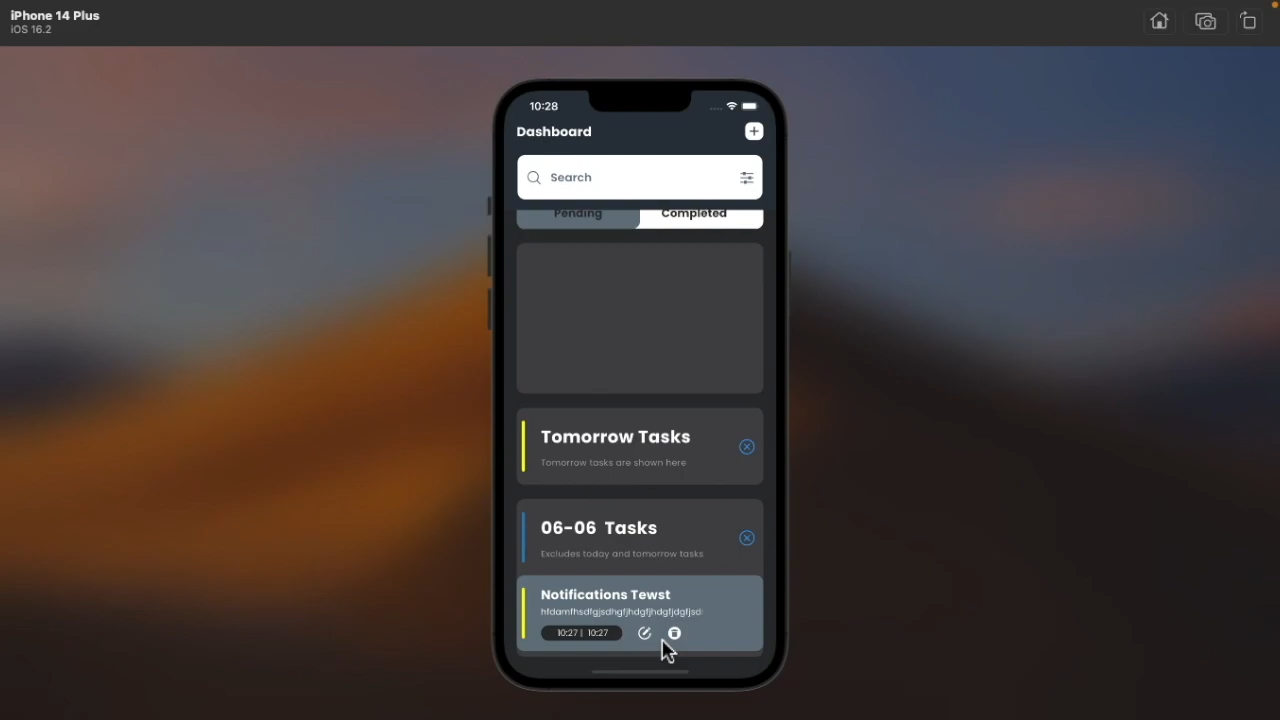 iPhone 14 Plus
iOS 16.2
10:28
Dashboard
Search
Pending
Completed
Tomorrow Tasks
Tomorrow tasks are shown here
06-06 Tasks
Excludes today and tomorrow tasks
Notifications Tewst
hfdamfhsdfgjsdhgfjhdgfjhdgfjdgfjsd
10:27 | 10:27